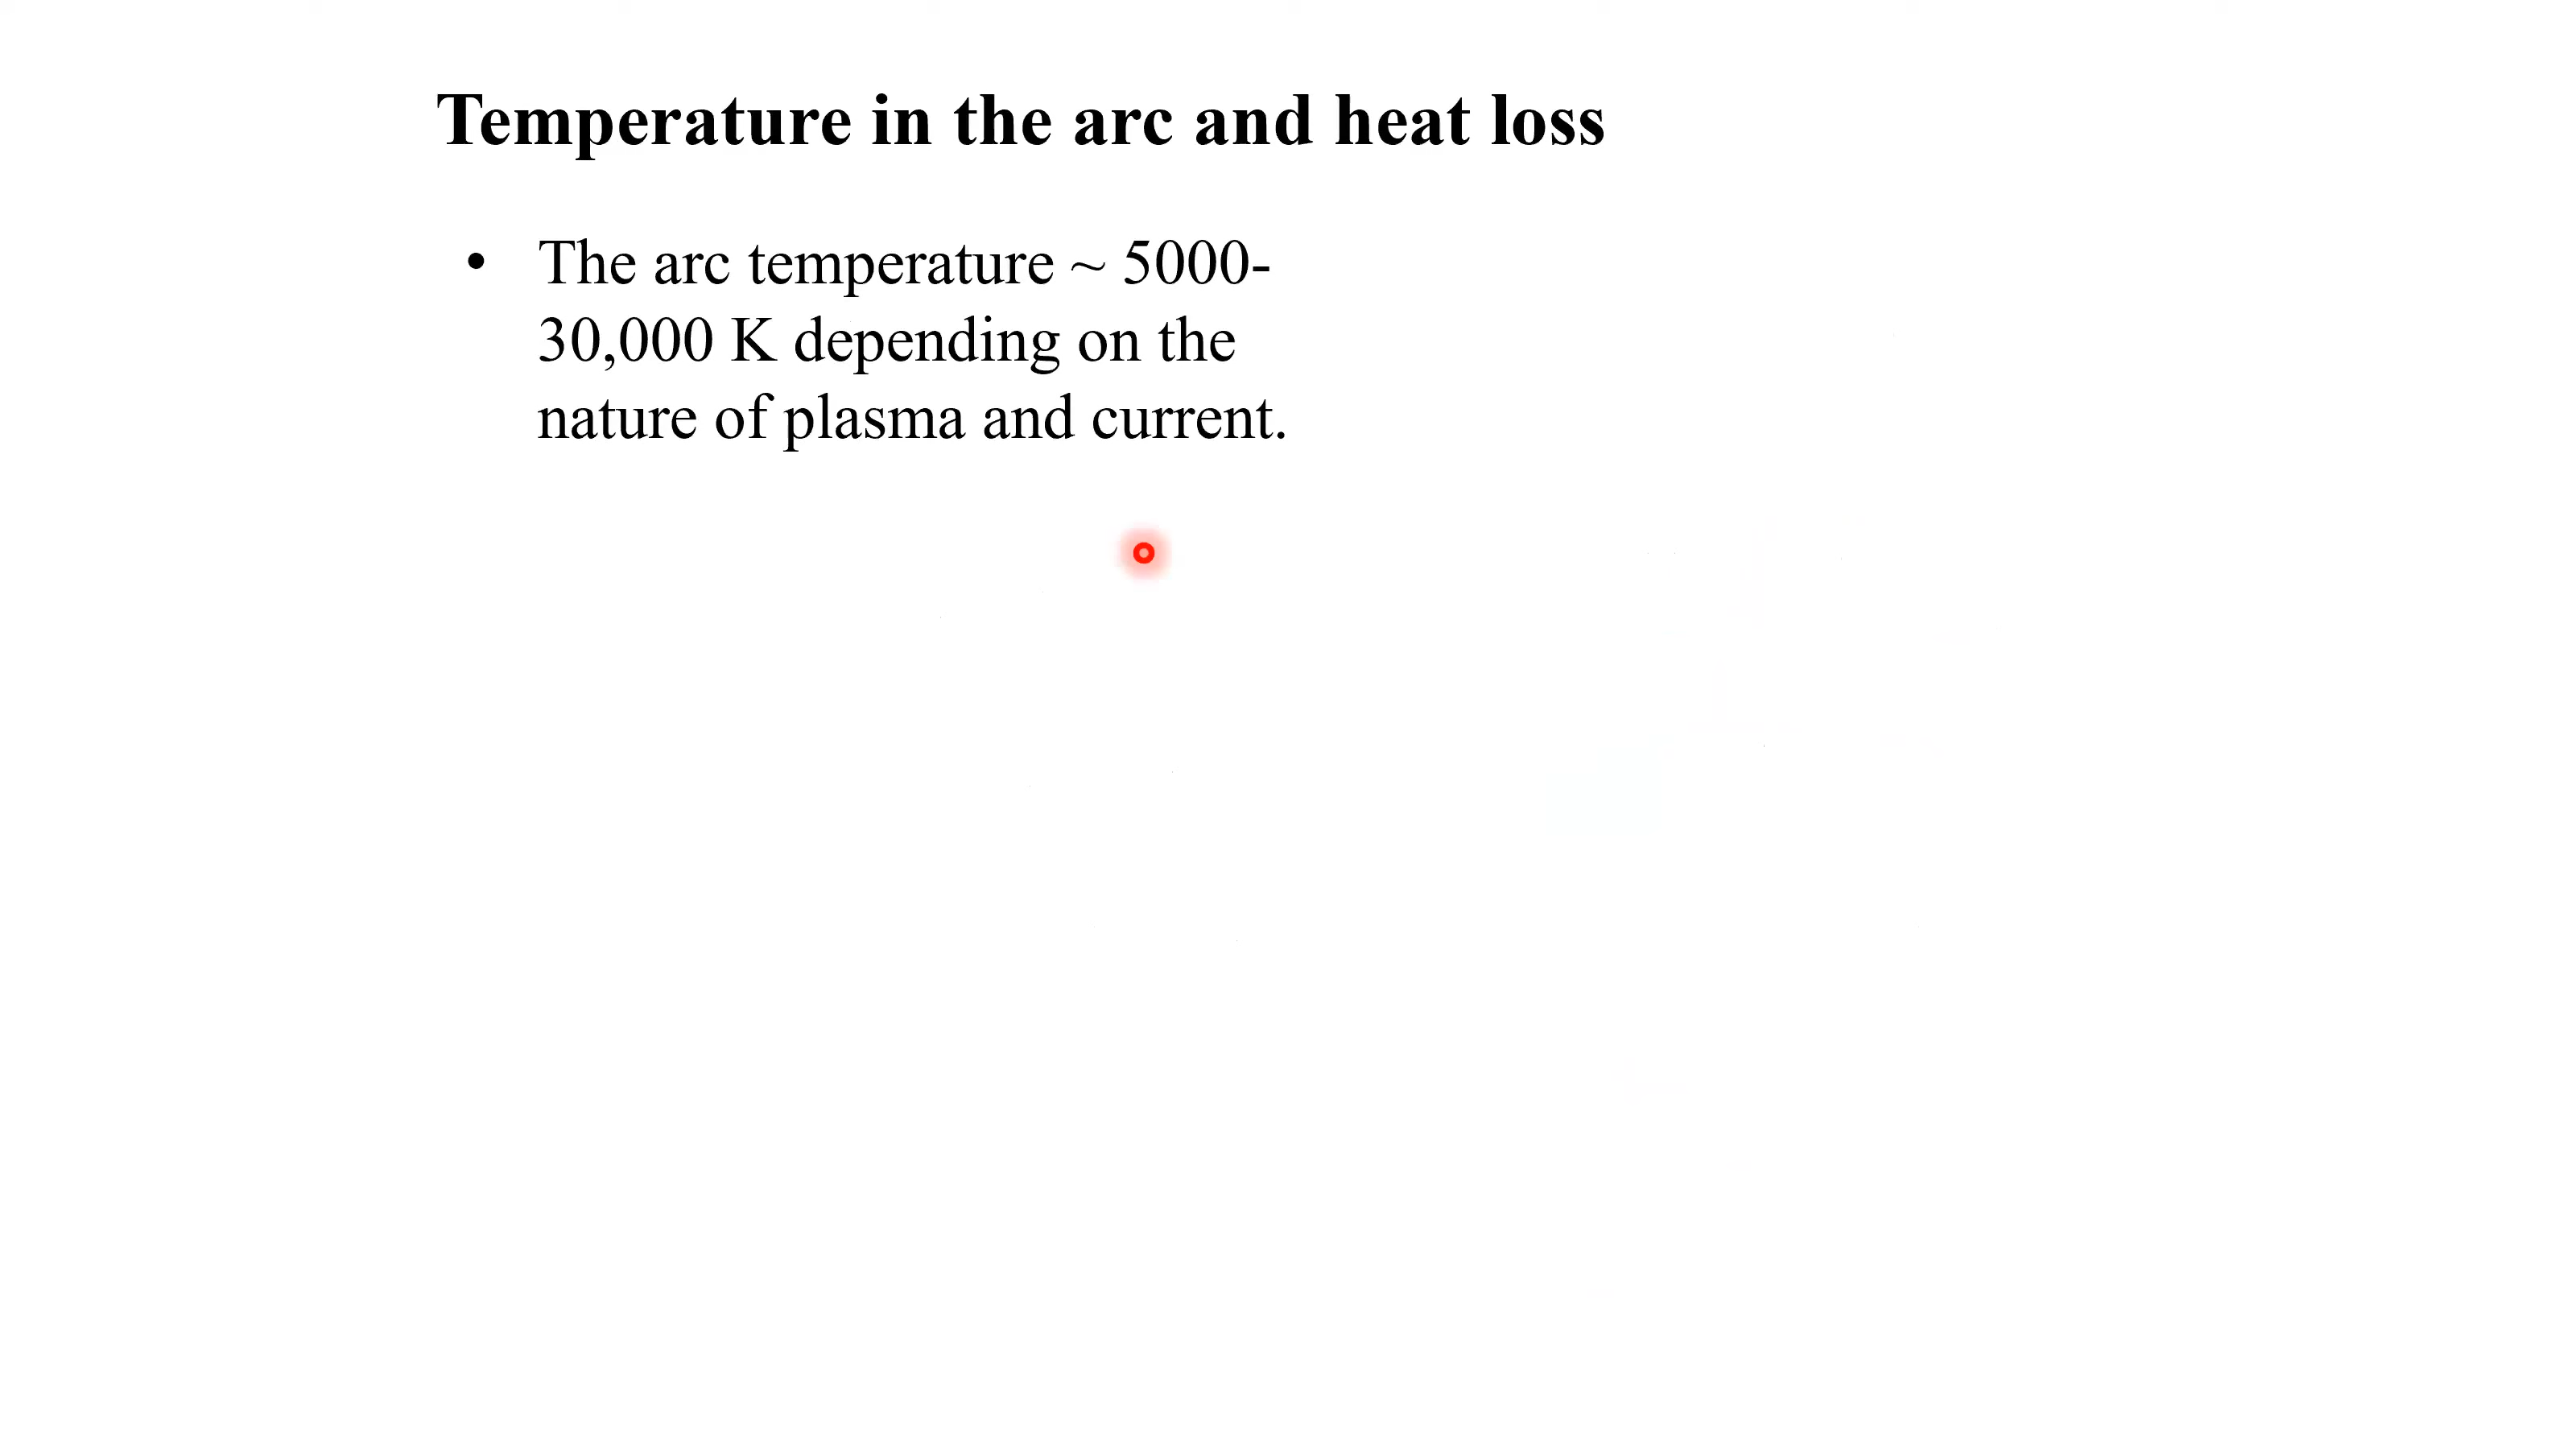 Temperature in the arc and heat loss
• The arc temperature ~ 5000-
30,000 K depending on the
nature of plasma and current.